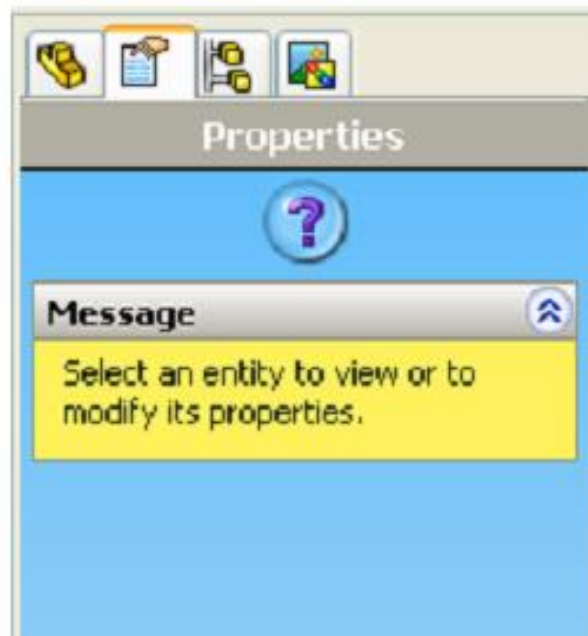 Properties
?
Message
Select an entity to view or to
modify its properties.